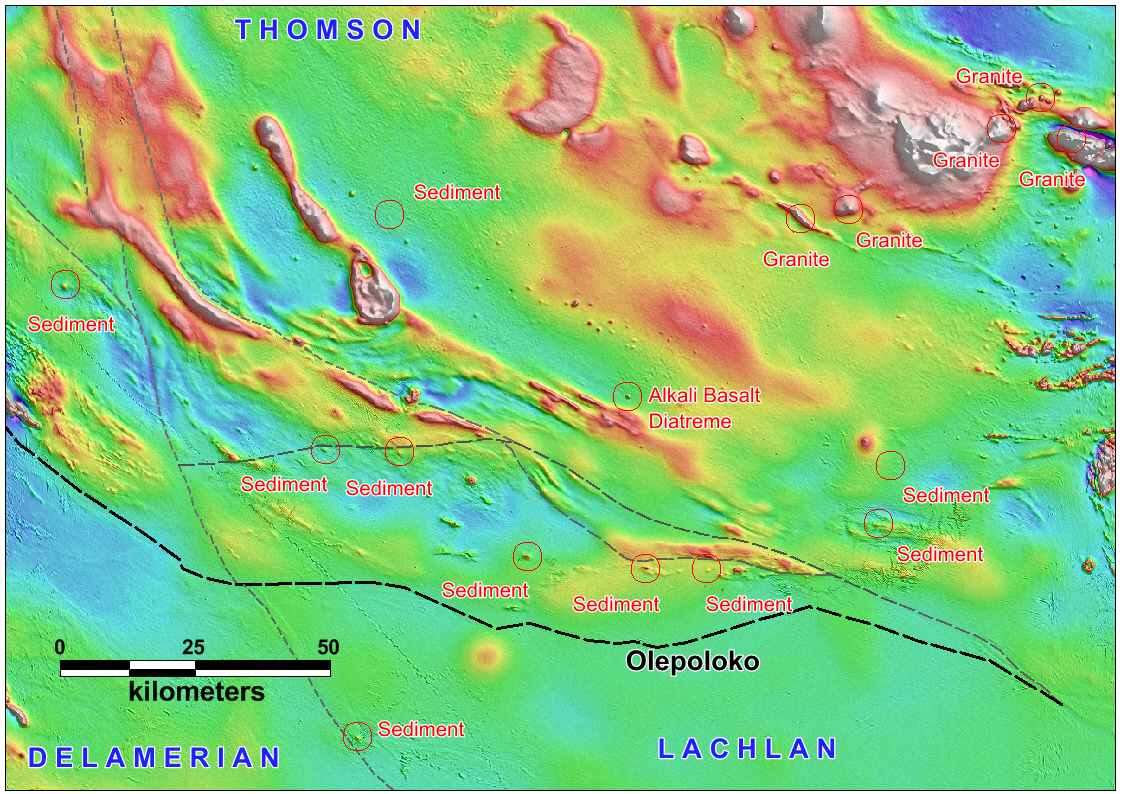 THOMSON
Granite
Granite
Granite
Sediment
Granite
Granite
Sediment
Alkali Basalt
Diatreme
Sediment
Sediment
Sediment
Sediment
Sediment
Sediment
Sediment
0 25 50
kilometers
Olepoloko
Sediment
DELAMERIAN
LACHLAN